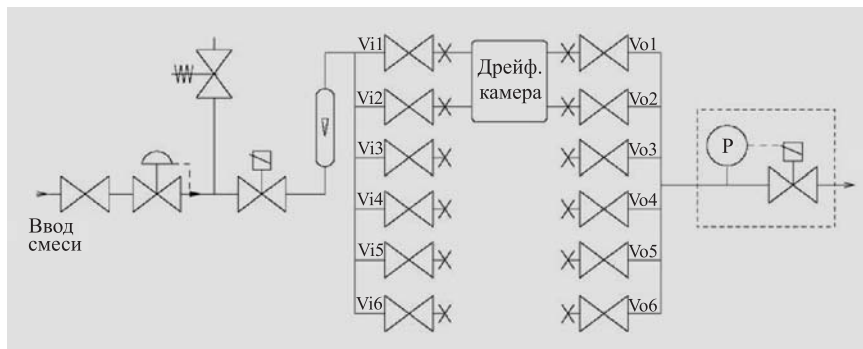 Vi1
Vo1
Дрейф.
камера
Vi2
Vo2
Vi3
Vo3
P
Vi4
Vo4
Ввод
смеси
Vi5
Vo5
Vi6
Vo6